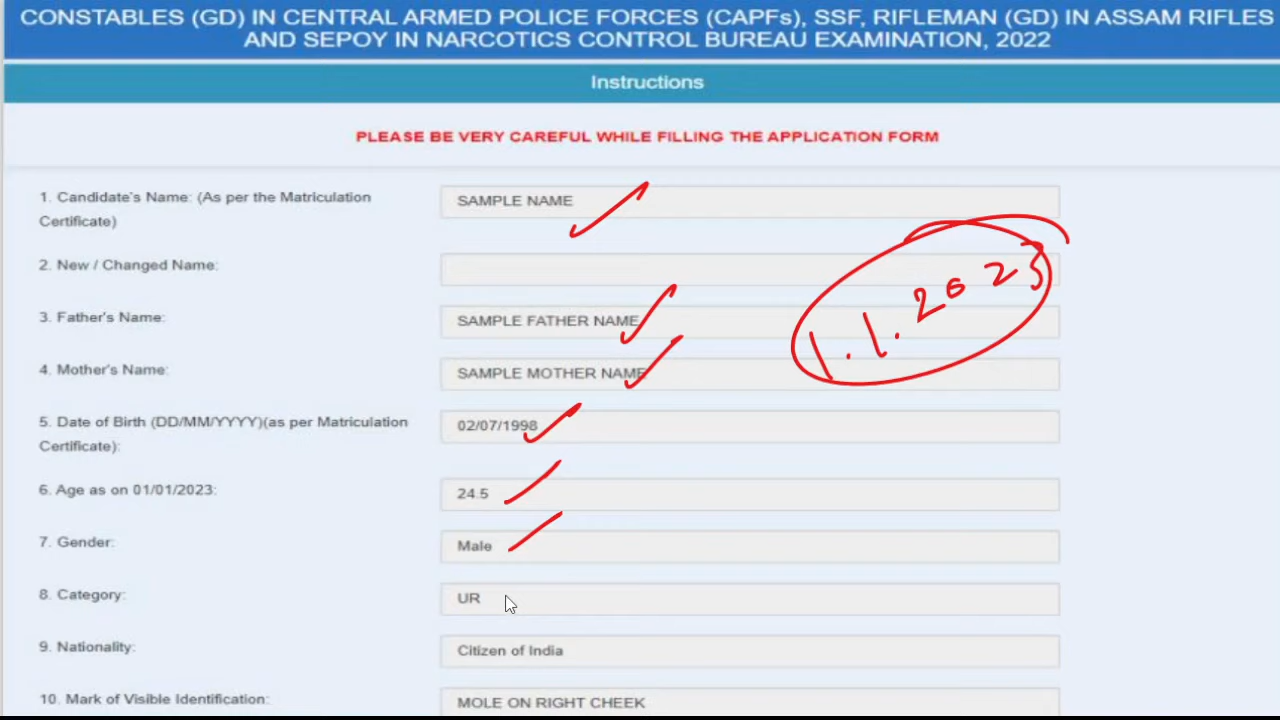 CONSTABLES (GD) IN CENTRAL ARMED POLICE FORCES (CAPFs), SSF, RIFLEMAN (GD) IN ASSAM RIFLES
AND SEPOY IN NARCOTICS CONTROL BUREAU EXAMINATION, 2022
Instructions
PLEASE BE VERY CAREFUL WHILE FILLING THE APPLICATION FORM
1. Candidate's Name: (As per the Matriculation
Certificate)
SAMPLE NAME
2. New / Changed Name:
1.1.2023
3. Father's Name:
SAMPLE FATHER NAME
4. Mother's Name:
SAMPLE MOTHER NAME
5. Date of Birth (DD/MM/YYYY)(as per Matriculation
Certificate):
02/07/1998
6. Age as on 01/01/2023:
24.5
7. Gender:
Male
8. Category:
UR
9. Nationality:
Citizen of India
10. Mark of Visible Identification:
MOLE ON RIGHT CHEEK